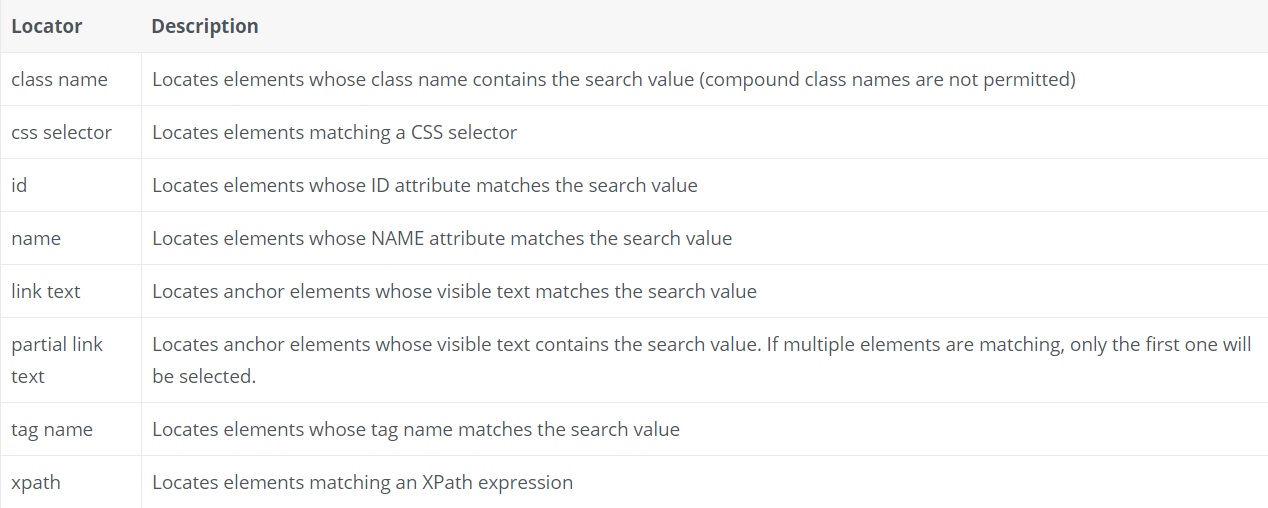 Locator Description
class name Locates elements whose class name contains the search value (compound class names are not permitted)
css selector Locates elements matching a CSS selector
id Locates elements whose ID attribute matches the search value
name Locates elements whose NAME attribute matches the search value
link text Locates anchor elements whose visible text matches the search value
partial link Locates anchor elements whose visible text contains the search value. If multiple elements are matching, only the first one will
text be selected.
tag name Locates elements whose tag name matches the search value
xpath Locates elements matching an XPath expression